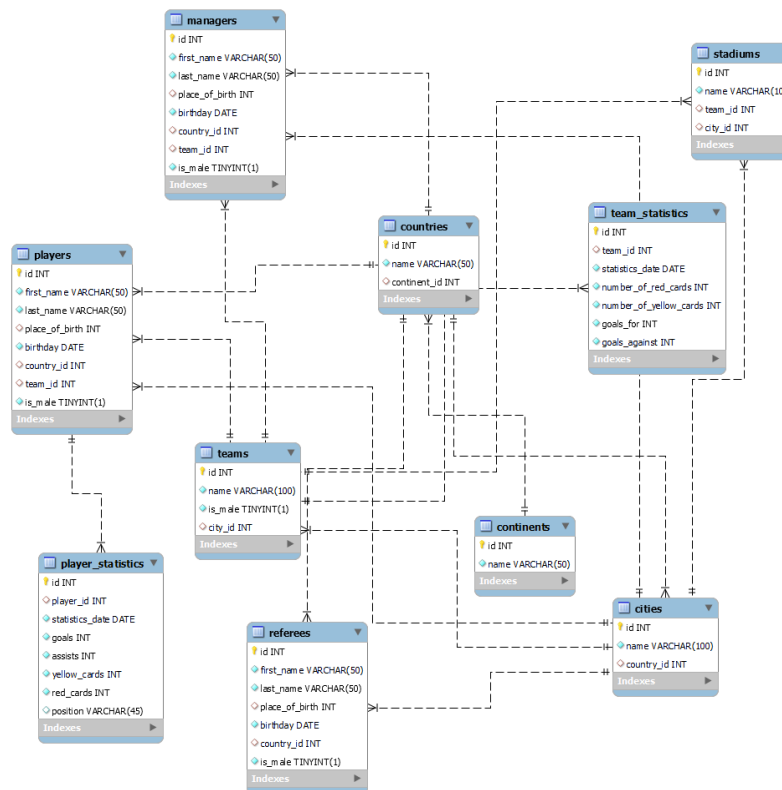 managers
id INT
first_name VARCHAR(50)
last_name VARCHAR(50)
place_of_birth INT
birthday DATE
country_id INT
team_id INT
is_male TINYINT(1)
Indexes
stadiums
id INT
name VARCHAR(10
team_id INT
city_id INT
Indexes
countries
id INT
name VARCHAR(50)
continent_id INT
Indexes
team_statistics
id INT
team_id INT
statistics_date DATE
number_of_red_cards INT
number_of_yellow_cards INT
goals_for INT
goals_against INT
Indexes
players
id INT
first_name VARCHAR(50)
last_name VARCHAR(50)
place_of_birth INT
birthday DATE
country_id INT
team_id INT
is_male TINYINT(1)
Indexes
teams
id INT
name VARCHAR(100)
is_male TINYINT(1)
city_id INT
Indexes
continents
id INT
name VARCHAR(50)
Indexes
player_statistics
id INT
player_id INT
statistics_date DATE
goals INT
assists INT
yellow_cards INT
red_cards INT
position VARCHAR(45)
Indexes
referees
id INT
first_name VARCHAR(50)
last_name VARCHAR(50)
place_of_birth INT
birthday DATE
country_id INT
is_male TINYINT(1)
Indexes
cities
id INT
name VARCHAR(100)
country_id INT
Indexes